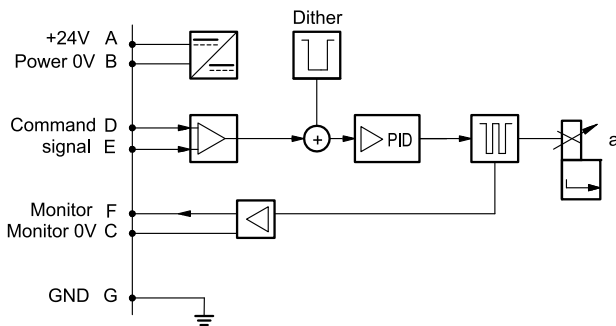 Dither
+24V A
Power 0V B
Command D
signal E
+
PID
a
Monitor F
Monitor 0V C
GND G